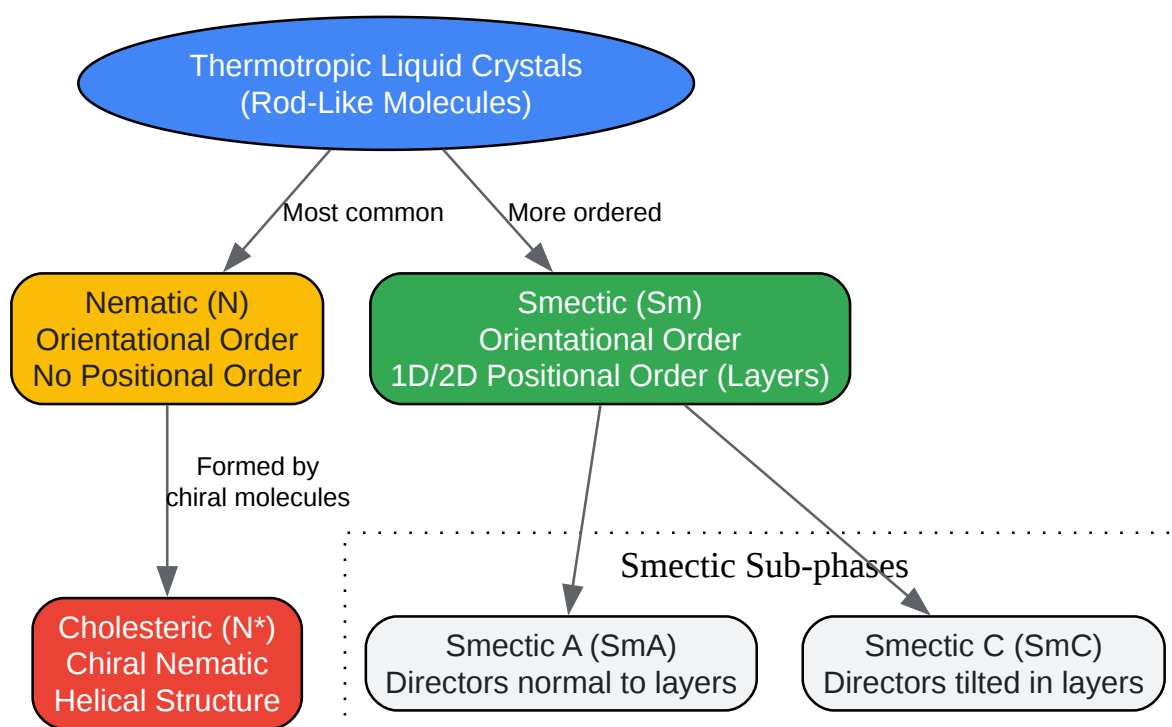 Thermotropic Liquid Crystals
(Rod-Like Molecules)
Most common
More ordered
Nematic (N)
Orientational Order
No Positional Order
Smectic (Sm)
Orientational Order
1D/2D Positional Order (Layers)
Formed by
chiral molecules
Smectic Sub-phases
Cholesteric (N*)
Chiral Nematic
Helical Structure
Smectic A (SmA)
Directors normal to layers
Smectic C (SmC)
Directors tilted in layers